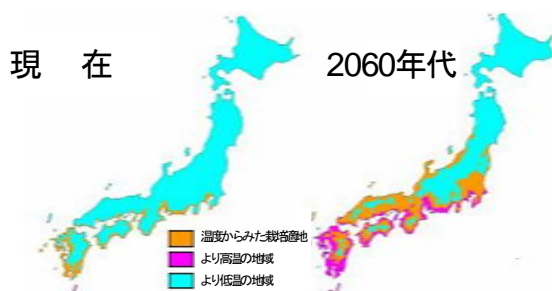 現 在
2060年代
温度からみた栽培適地
より高温の地域
より低温の地域